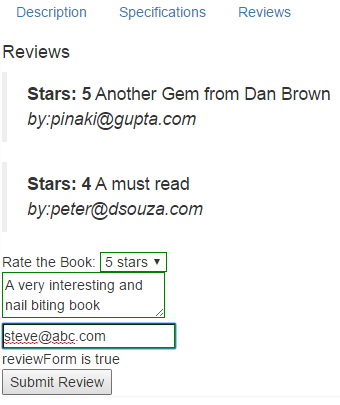 Description Specifications Reviews
Reviews
Stars: 5 Another Gem from Dan Brown
by:pinaki@gupta.com
Stars: 4 A must read
by:peter@dsouza.com
Rate the Book: 5 stars
A very interesting and
nail biting book
steve@abc.com
reviewForm is true
Submit Review